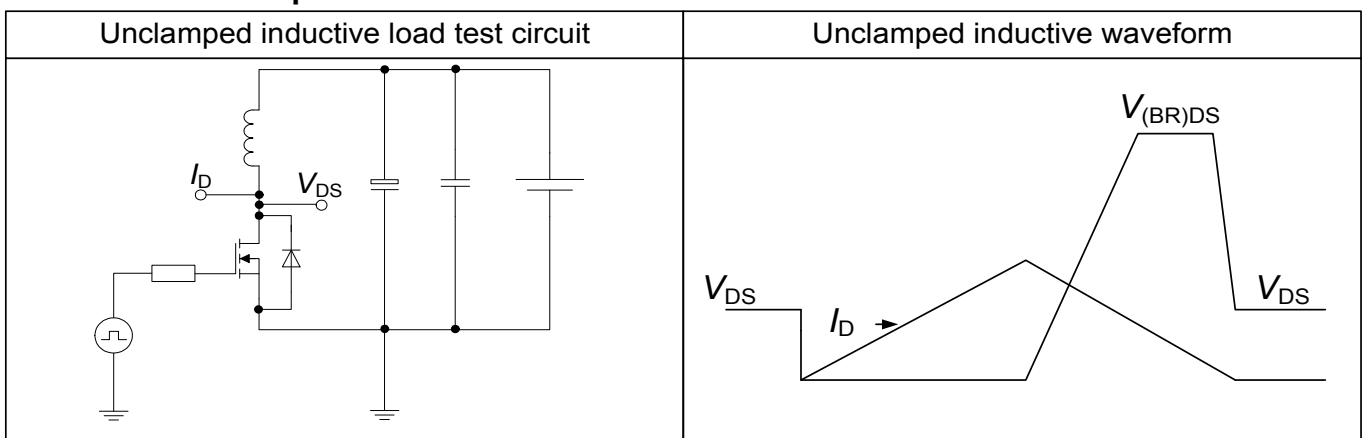 Unclamped inductive load test circuit
Unclamped inductive waveform
I_D
V_DS
V_(BR)DS
V_DS
I_D
V_DS